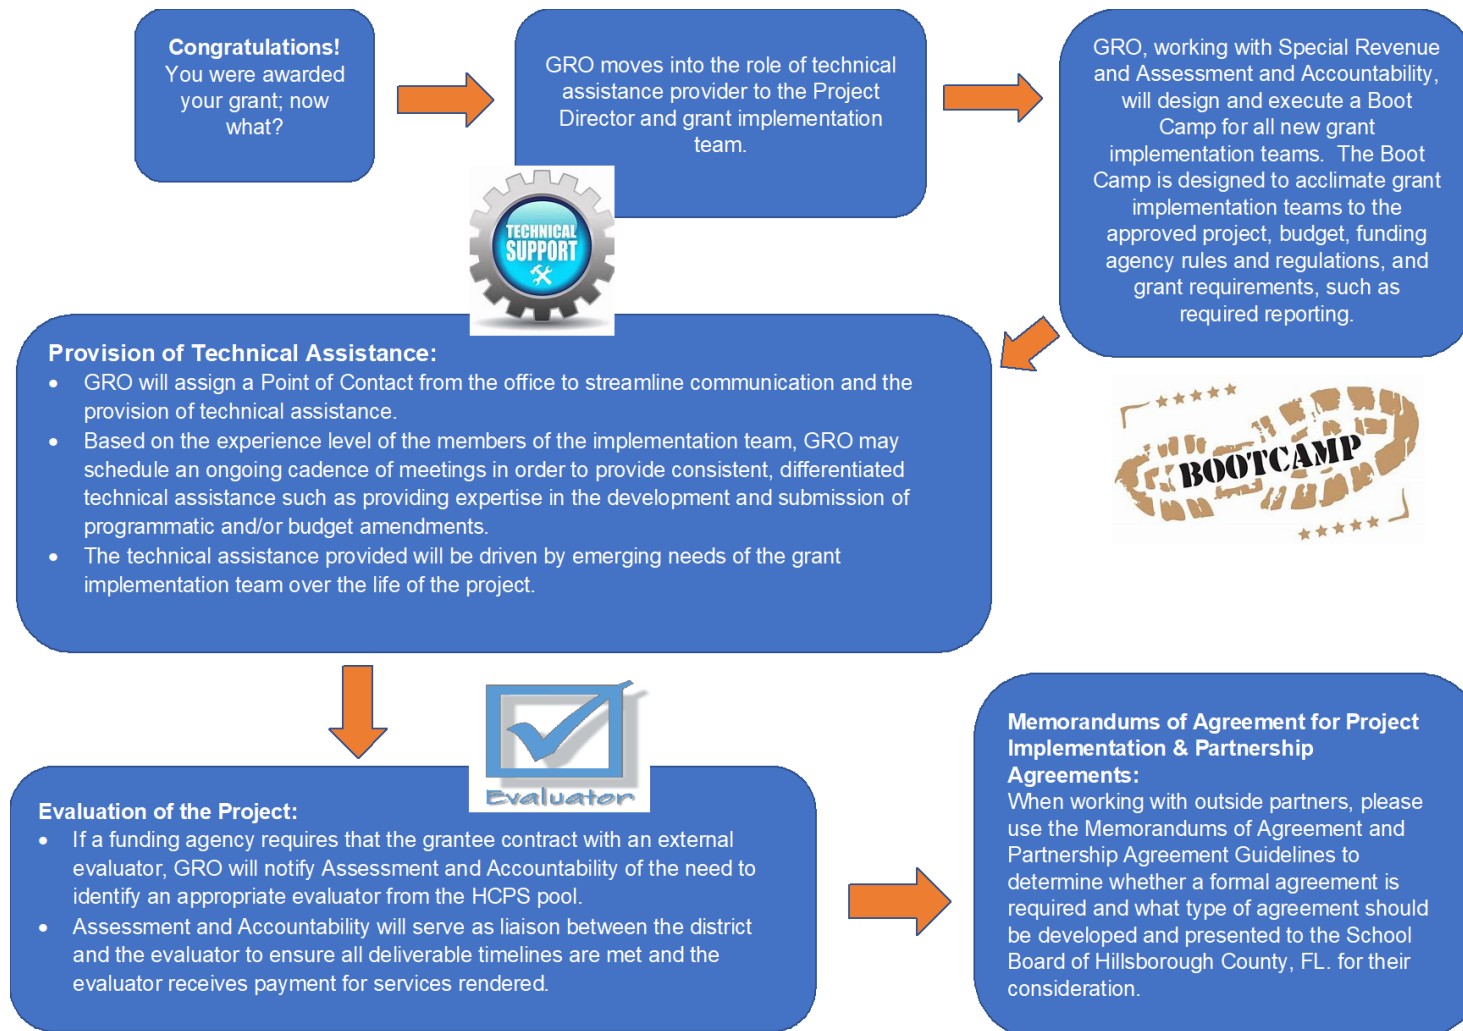 Congratulations!
You were awarded
your grant; now
what?
GRO moves into the role of technical
assistance provider to the Project
Director and grant implementation
team.
GRO, working with Special Revenue
and Assessment and Accountability,
will design and execute a Boot
Camp for all new grant
implementation teams.  The Boot
Camp is designed to acclimate grant
implementation teams to the
approved project, budget, funding
agency rules and regulations, and
grant requirements, such as
required reporting.
TECHNICAL
SUPPORT
BOOTCAMP
Provision of Technical Assistance:
• GRO will assign a Point of Contact from the office to streamline communication and the
provision of technical assistance.
• Based on the experience level of the members of the implementation team, GRO may
schedule an ongoing cadence of meetings in order to provide consistent, differentiated
technical assistance such as providing expertise in the development and submission of
programmatic and/or budget amendments.
• The technical assistance provided will be driven by emerging needs of the grant
implementation team over the life of the project.
Evaluator
Evaluation of the Project:
• If a funding agency requires that the grantee contract with an external
evaluator, GRO will notify Assessment and Accountability of the need to
identify an appropriate evaluator from the HCPS pool.
• Assessment and Accountability will serve as liaison between the district
and the evaluator to ensure all deliverable timelines are met and the
evaluator receives payment for services rendered.
Memorandums of Agreement for Project
Implementation & Partnership
Agreements:
When working with outside partners, please
use the Memorandums of Agreement and
Partnership Agreement Guidelines to
determine whether a formal agreement is
required and what type of agreement should
be developed and presented to the School
Board of Hillsborough County, FL. for their
consideration.